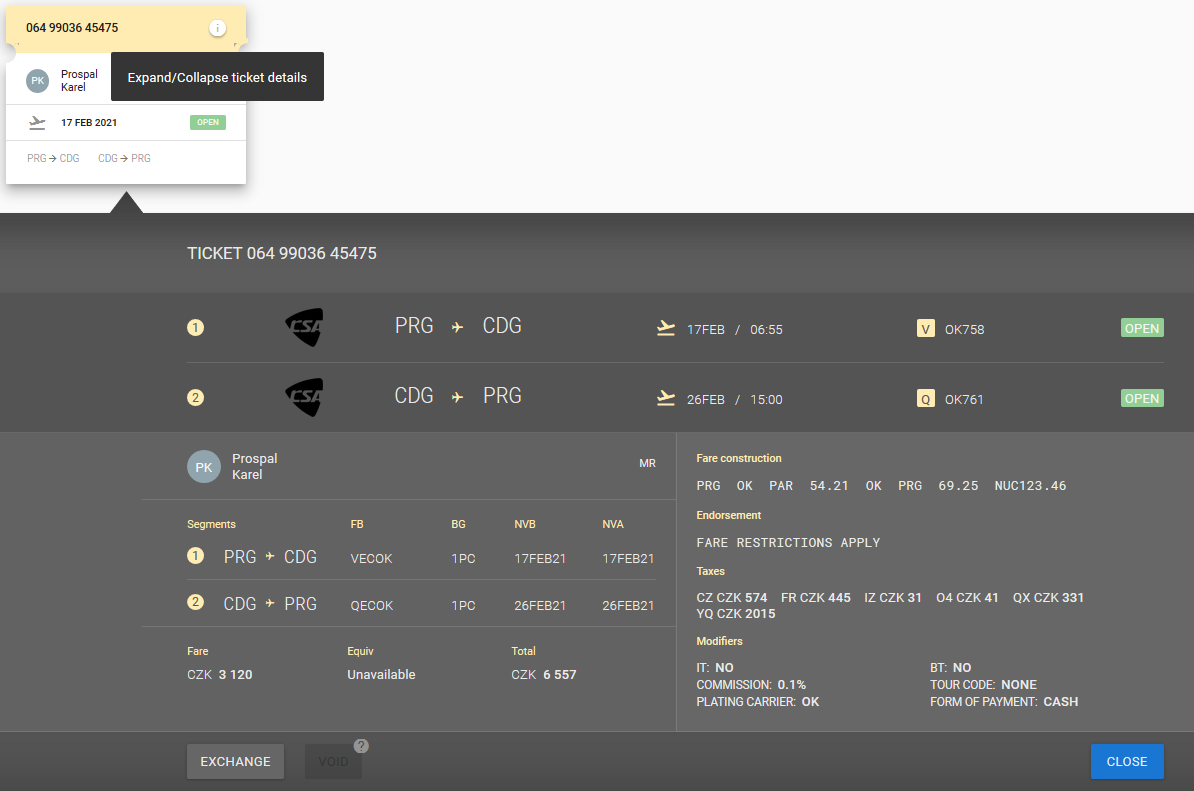 064 99036 45475 i
PK Prospal
Karel
Expand/Collapse ticket details
17 FEB 2021 OPEN
PRG → CDG CDG → PRG
TICKET 064 99036 45475
1 CSA PRG CDG 17FEB / 06:55 V OK758 OPEN
2 CSA CDG PRG 26FEB / 15:00 Q OK761 OPEN
PK Prospal
Karel
MR
Segments FB BG NVB NVA
1 PRG CDG VECOK 1PC 17FEB21 17FEB21
2 CDG PRG QECOK 1PC 26FEB21 26FEB21
Fare Equiv Total
CZK 3 120 Unavailable CZK 6 557
Fare construction
PRG OK PAR 54.21 OK PRG 69.25 NUC123.46
Endorsement
FARE RESTRICTIONS APPLY
Taxes
CZ CZK 574 FR CZK 445 IZ CZK 31 O4 CZK 41 QX CZK 331
YQ CZK 2015
Modifiers
IT: NO BT: NO
COMMISSION: 0.1% TOUR CODE: NONE
PLATING CARRIER: OK FORM OF PAYMENT: CASH
EXCHANGE VOID ? CLOSE